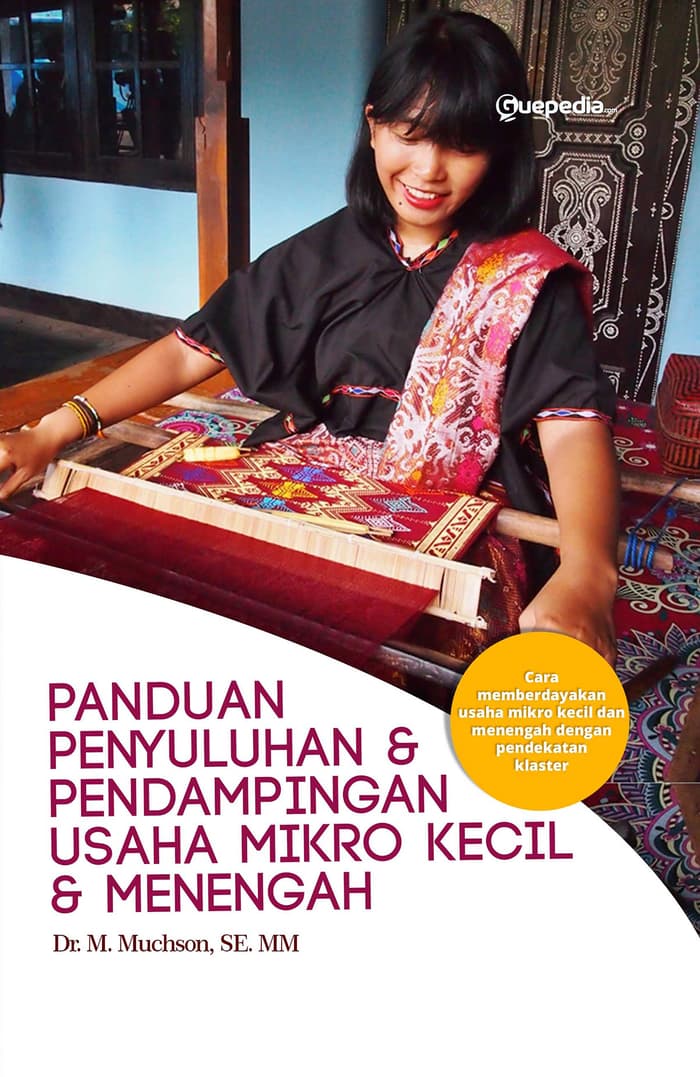 Guepedia.com
Cara
memberdayakan
usaha mikro kecil dan
menengah dengan
pendekatan
klaster
PANDUAN
PENYULUHAN &
PENDAMPINGAN
USAHA MIKRO KECIL
& MENENGAH
Dr. M. Muchson, SE. MM